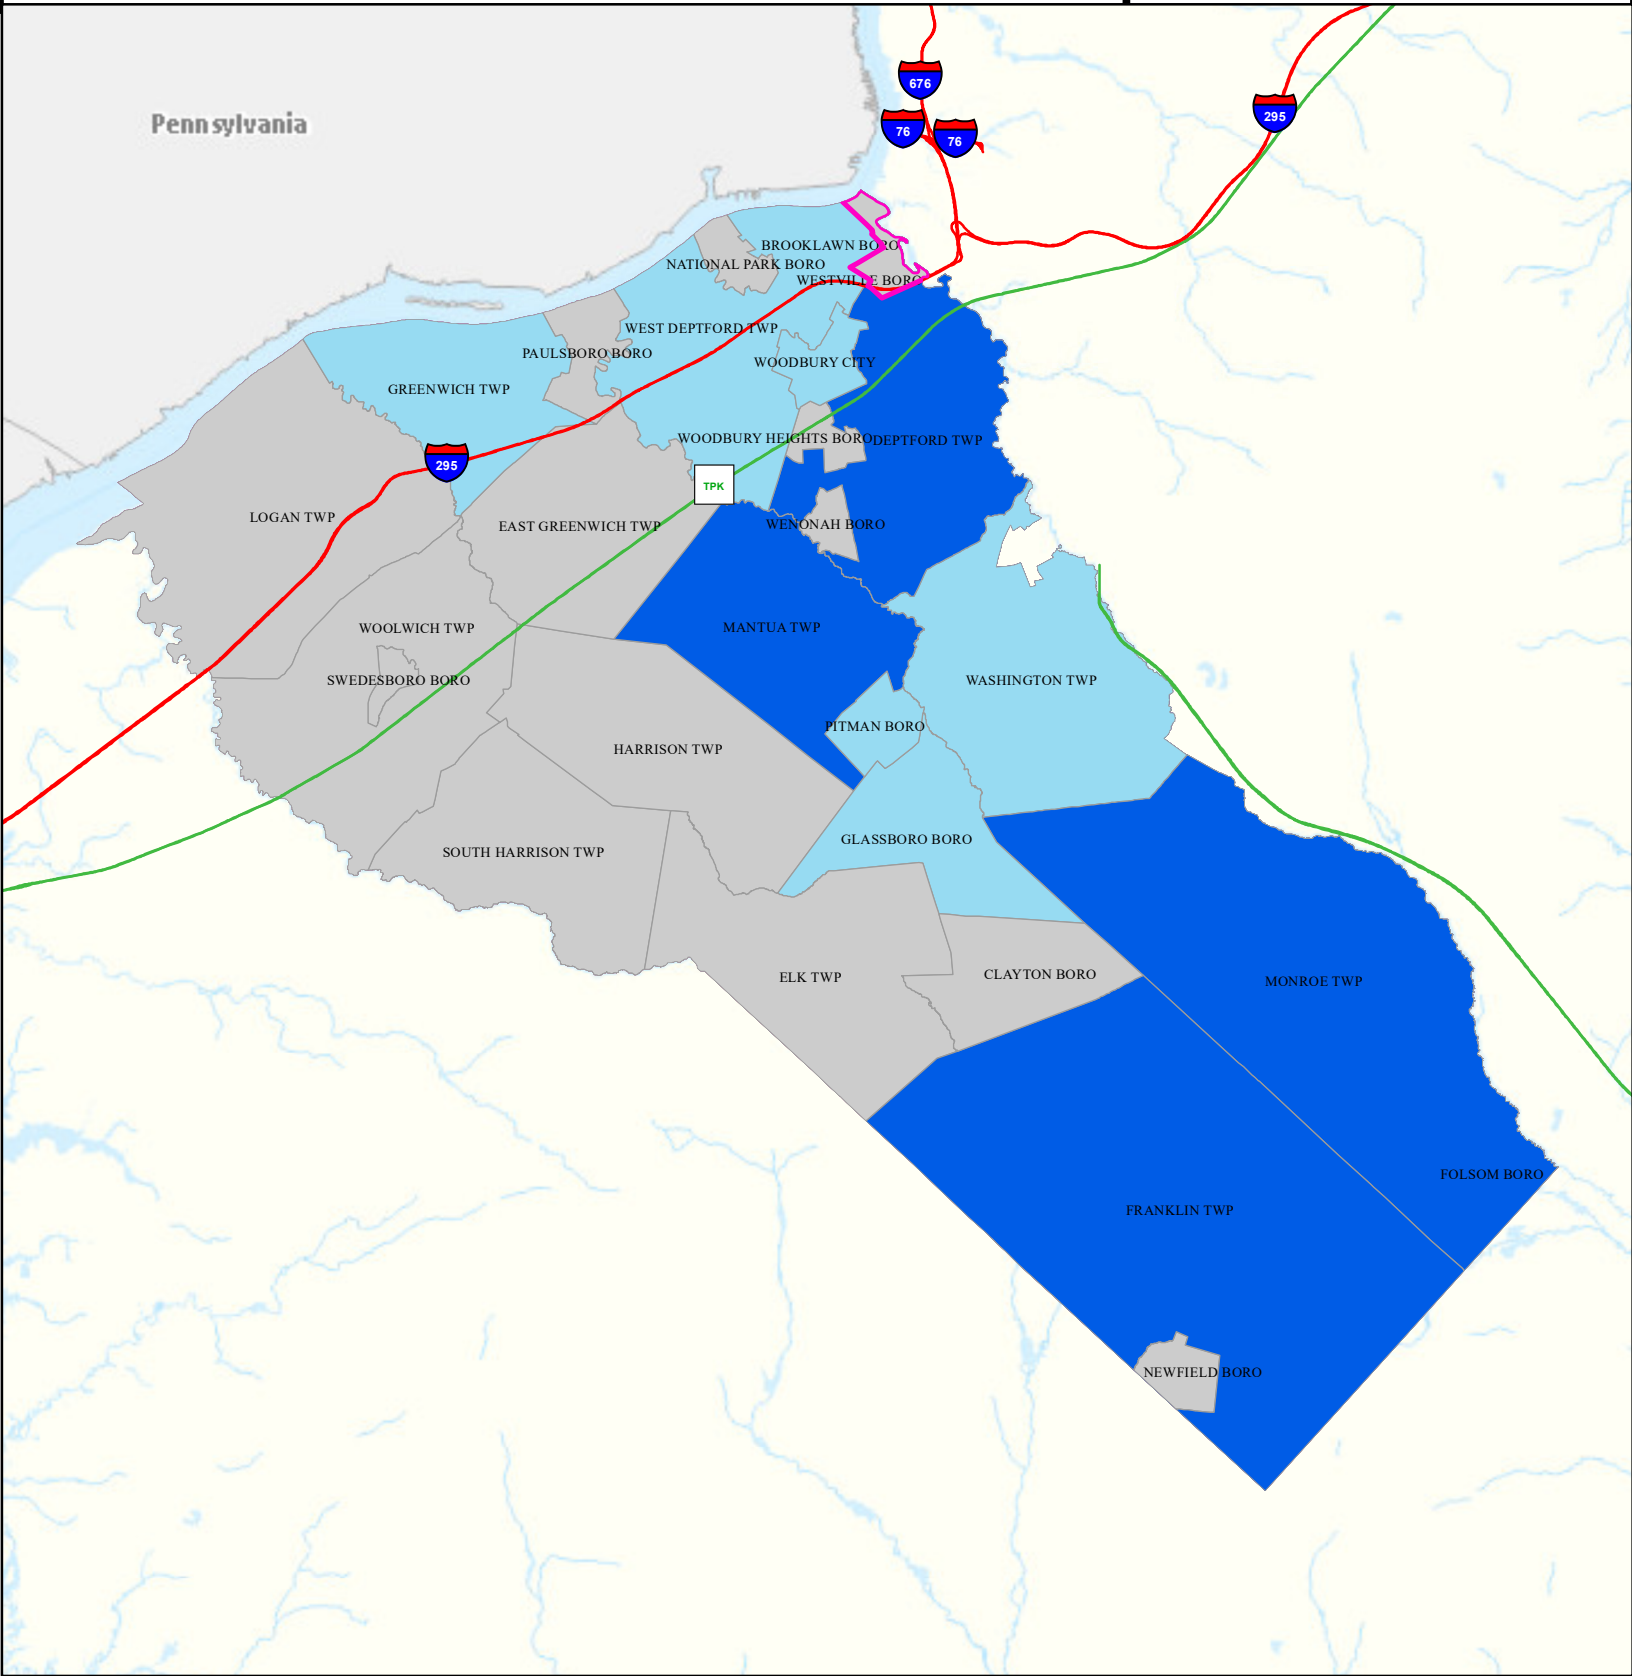 676
295
76
76
Pennsylvania
BROOKLAWN BORO
NATIONAL PARK BORO
WESTVILLE BORO
WEST DEPTFORD TWP
PAULSBORO BORO
WOODBURY CITY
GREENWICH TWP
WOODBURY HEIGHTS BORO
DEPTFORD TWP
295
TPK
LOGAN TWP
EAST GREENWICH TWP
WENONAH BORO
WOOLWICH TWP
MANTUA TWP
SWEDESBORO BORO
WASHINGTON TWP
PITMAN BORO
HARRISON TWP
GLASSBORO BORO
SOUTH HARRISON TWP
ELK TWP
CLAYTON BORO
MONROE TWP
FOLSOM BORO
FRANKLIN TWP
NEWFIELD BORO